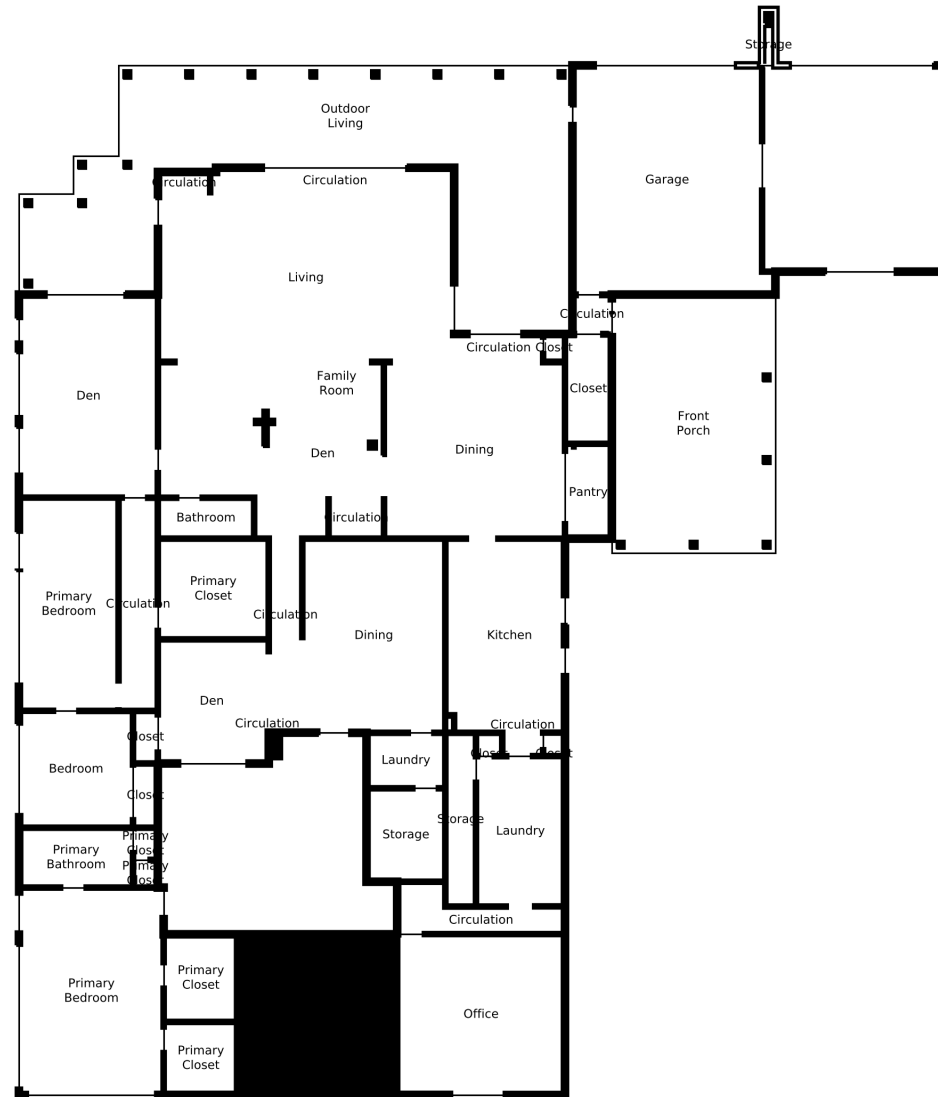 Storage
Outdoor
Living
Circulation
Circulation
Garage
Living
Circulation
Circulation
Closet
Family
Room
Closet
Den
Front
Porch
Den
Dining
Pantry
Bathroom
Circulation
Primary
Closet
Primary
Bedroom
Circulation
Circulation
Dining
Kitchen
Den
Circulation
Circulation
Closet
Closet
Closet
Laundry
Bedroom
Closet
Storage
Storage
Laundry
Primary
Closet
Primary
Bathroom
Primary
Closet
Circulation
Primary
Closet
Primary
Bedroom
Office
Primary
Closet